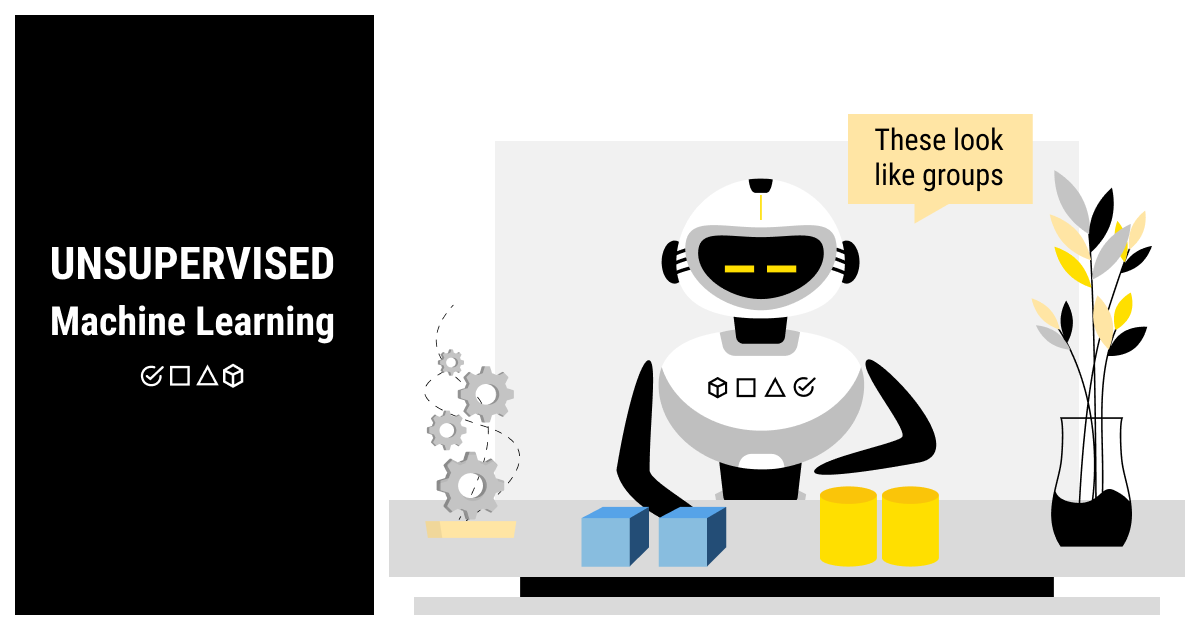 UNSUPERVISED
Machine Learning
These look
like groups